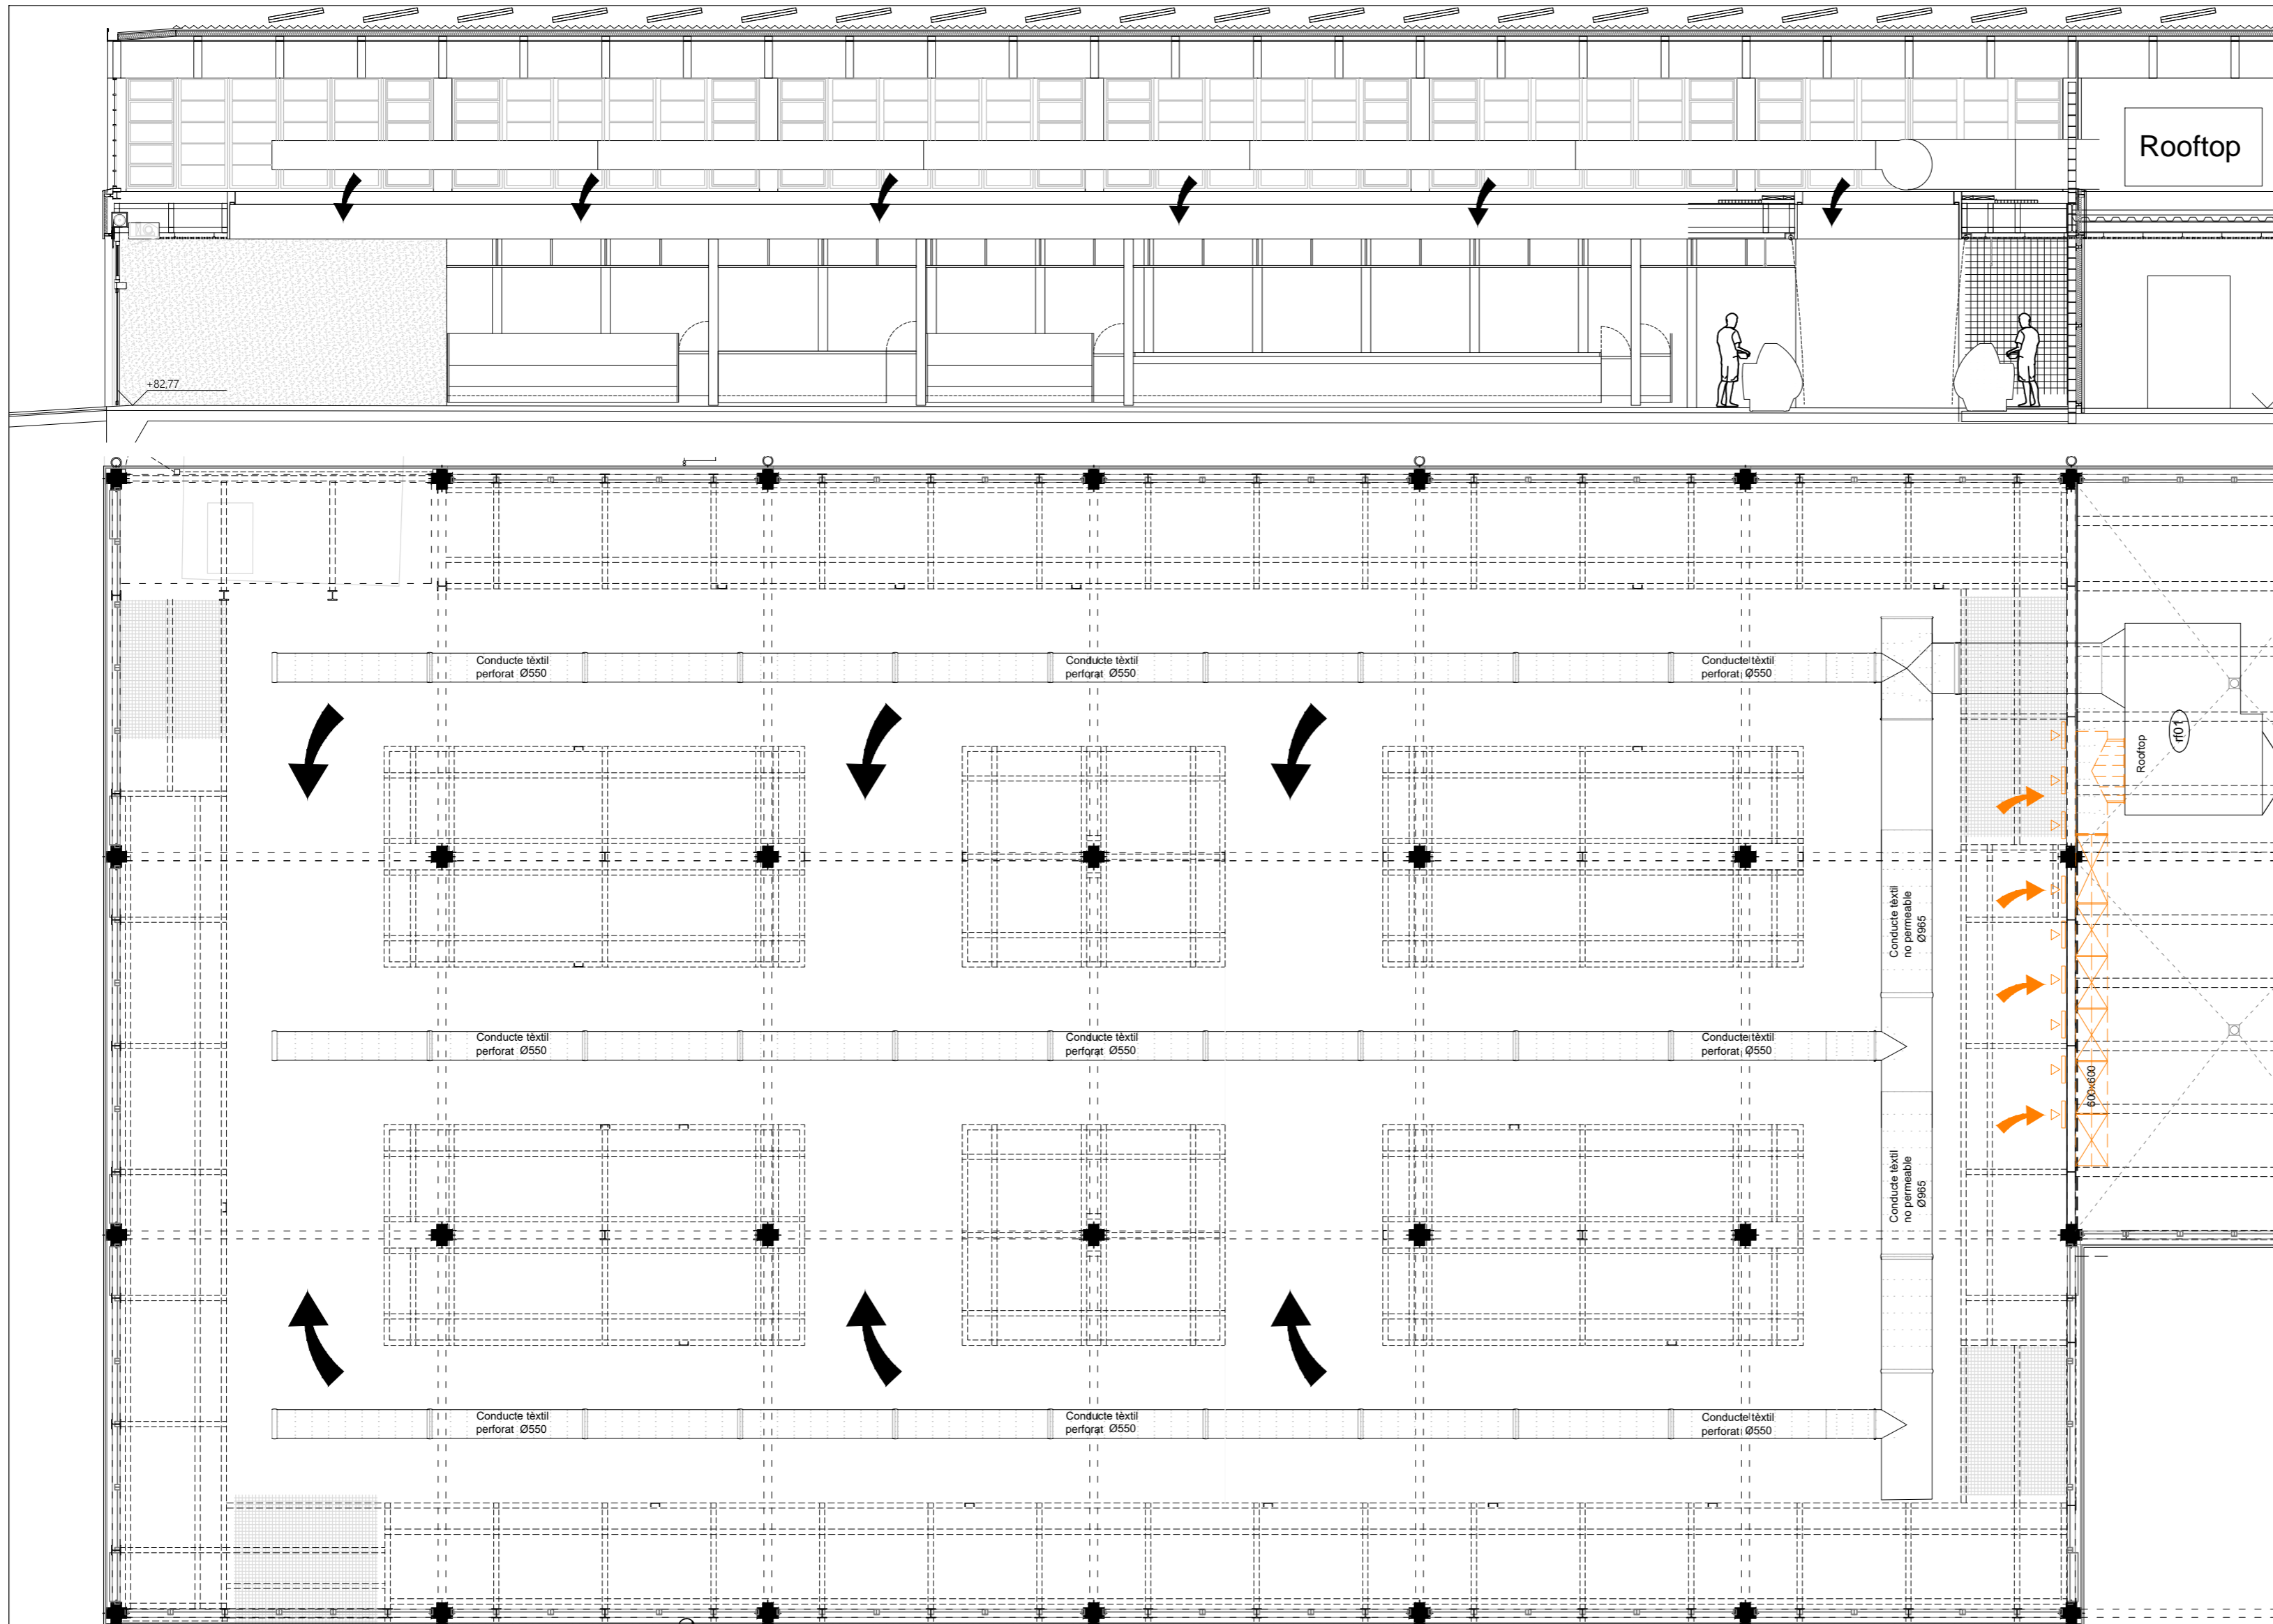 Rooftop
+82,77
8
Conducte tèxtil
perforat Ø550
Conducte tèxtil
perforat Ø550
Conducte tèxtil
perforat Ø550
rf01
Rooftop
Conducte tèxtil
no permeable
Ø965
Conducte tèxtil
perforat Ø550
Conducte tèxtil
perforat Ø550
Conducte tèxtil
perforat Ø550
600x600
Conducte tèxtil
no permeable
Ø965
Conducte tèxtil
perforat Ø550
Conducte tèxtil
perforat Ø550
Conducte tèxtil
perforat Ø550